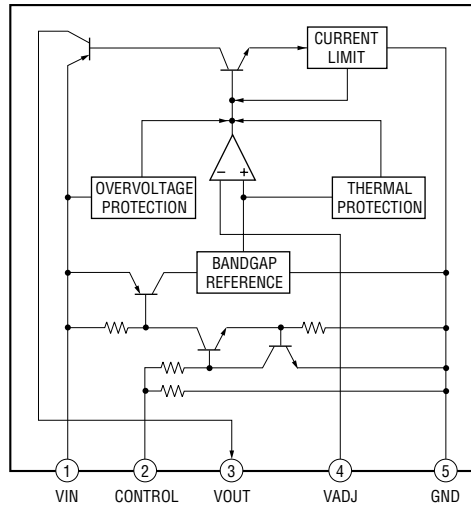 CURRENT
LIMIT
OVERVOLTAGE
PROTECTION
− +
THERMAL
PROTECTION
BANDGAP
REFERENCE
1 2 3 4 5
VIN CONTROL VOUT VADJ GND